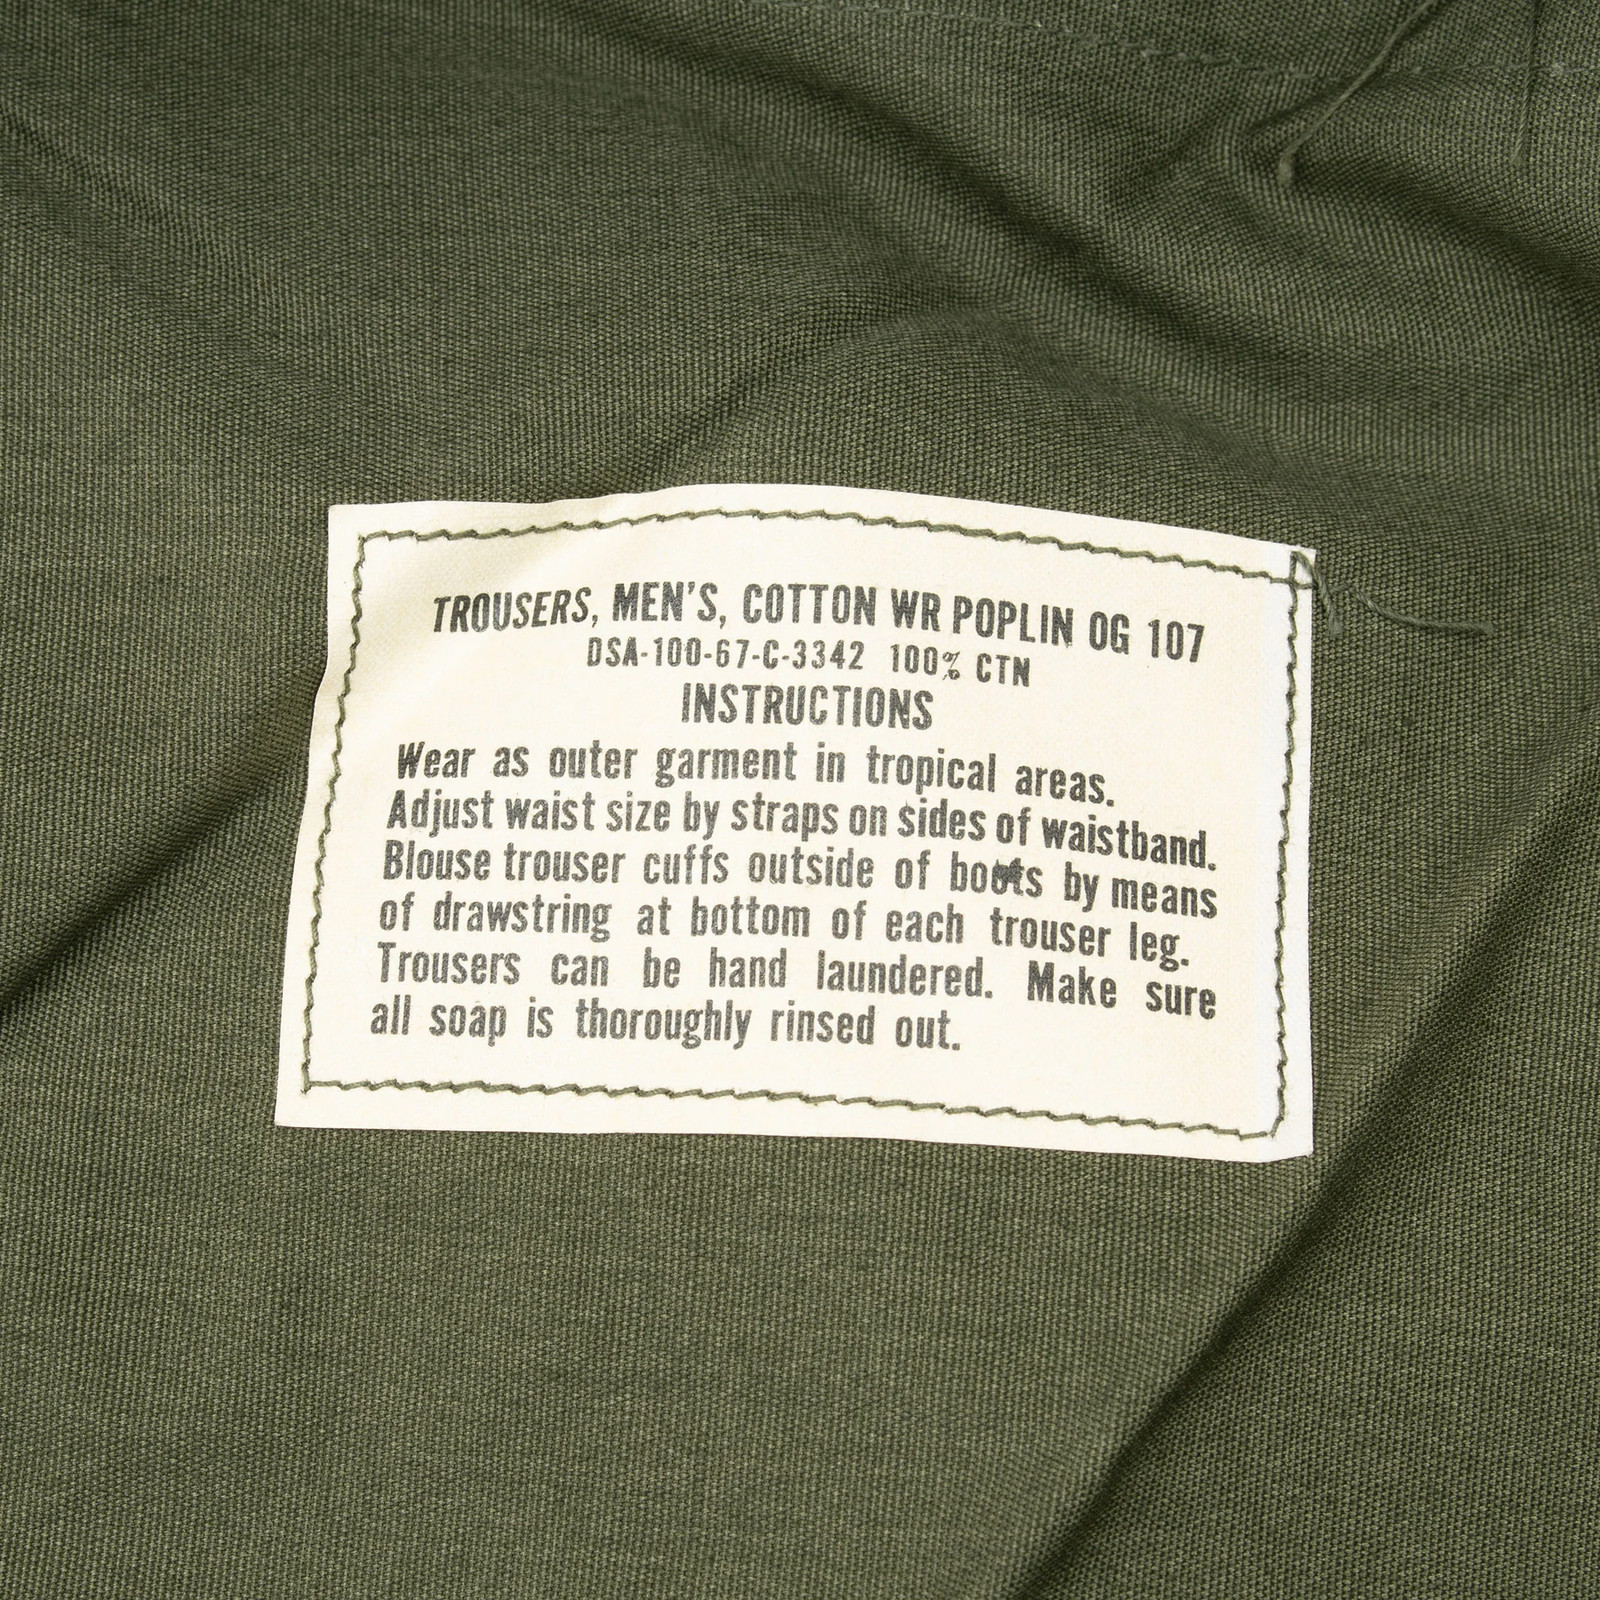 TROUSERS, MEN'S, COTTON WR POPLIN OG 107
DSA-100-67-C-3342 100% CTN
INSTRUCTIONS
Wear as outer garment in tropical areas.
Adjust waist size by straps on sides of waistband.
Blouse trouser cuffs outside of boots by means
of drawstring at bottom of each trouser leg.
Trousers can be hand laundered. Make sure
all soap is thoroughly rinsed out.